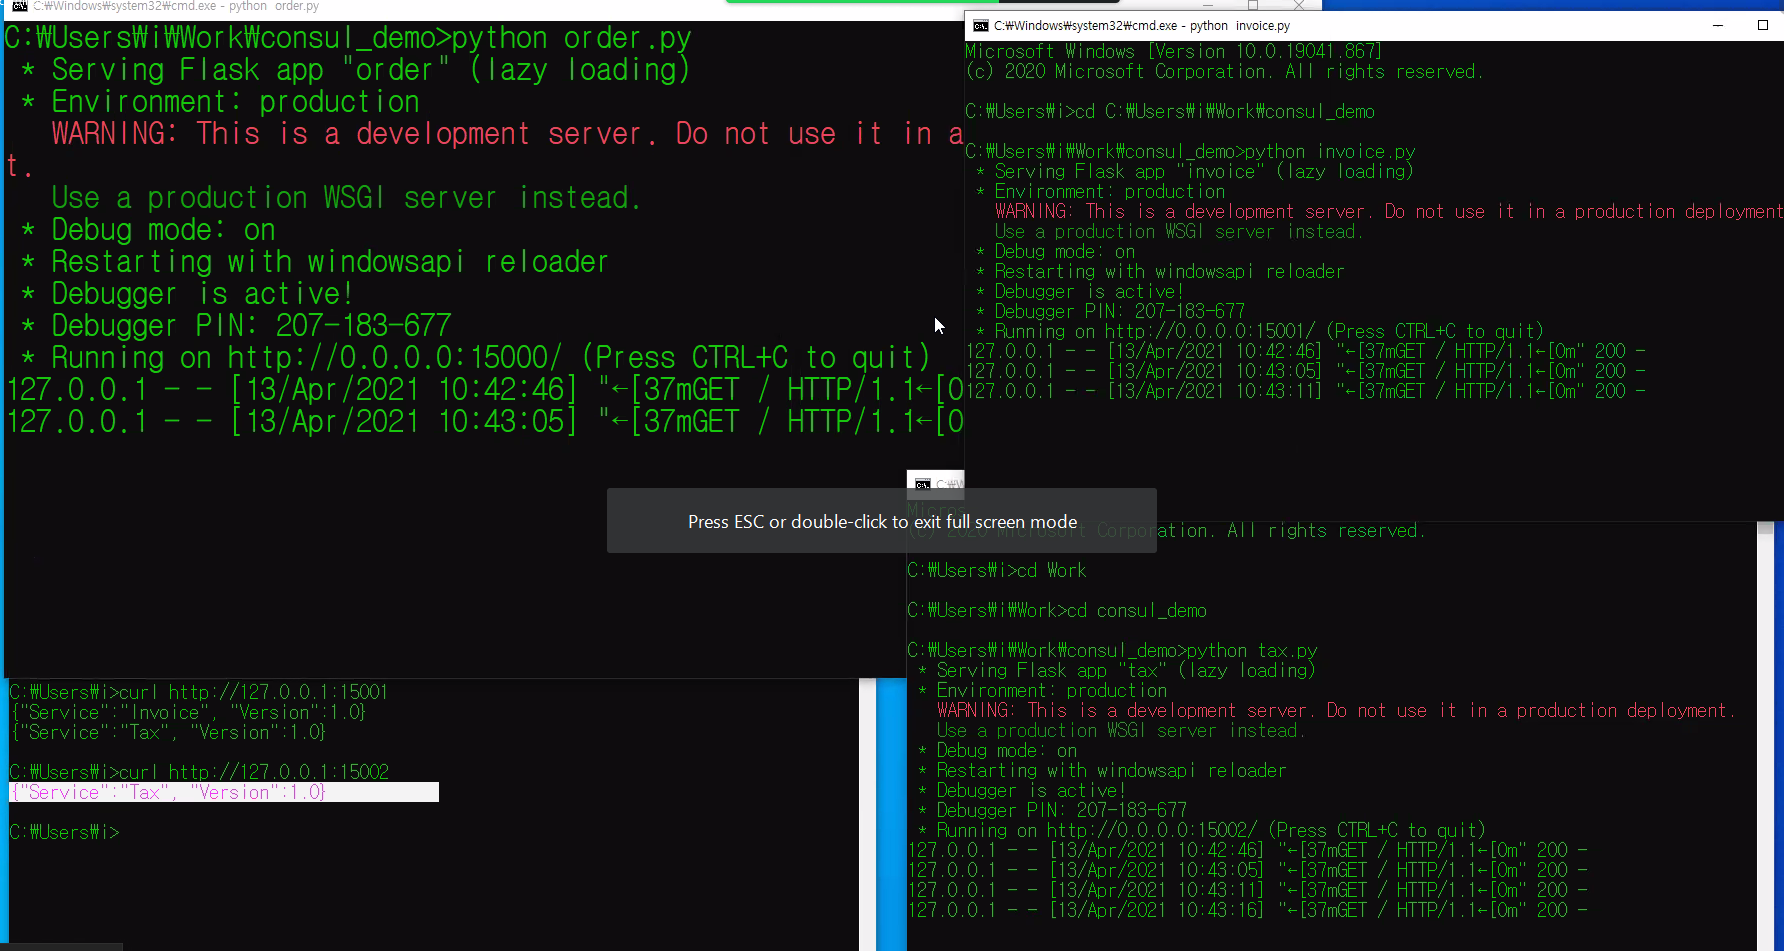 C:₩Windows₩system32₩cmd.exe - python  order.py
C:₩Users₩i₩Work₩consul_demo>python order.py
* Serving Flask app "order" (lazy loading)
* Environment: production
WARNING: This is a development server. Do not use it in a
t.
Use a production WSGI server instead.
* Debug mode: on
* Restarting with windowsapi reloader
* Debugger is active!
* Debugger PIN: 207-183-677
* Running on http://0.0.0.0:15000/ (Press CTRL+C to quit)
127.0.0.1 - - [13/Apr/2021 10:42:46] "←[37mGET / HTTP/1.1←[0
127.0.0.1 - - [13/Apr/2021 10:43:05] "←[37mGET / HTTP/1.1←[0
C:₩Windows₩system32₩cmd.exe - python  invoice.py
Microsoft Windows [Version 10.0.19041.867]
(c) 2020 Microsoft Corporation. All rights reserved.
C:₩Users₩i>cd C:₩Users₩i₩Work₩consul_demo
C:₩Users₩i₩Work₩consul_demo>python invoice.py
* Serving Flask app "invoice" (lazy loading)
* Environment: production
WARNING: This is a development server. Do not use it in a production deployment
Use a production WSGI server instead.
* Debug mode: on
* Restarting with windowsapi reloader
* Debugger is active!
* Debugger PIN: 207-183-677
* Running on http://0.0.0.0:15001/ (Press CTRL+C to quit)
127.0.0.1 - - [13/Apr/2021 10:42:46] "←[37mGET / HTTP/1.1←[0m" 200 -
127.0.0.1 - - [13/Apr/2021 10:43:05] "←[37mGET / HTTP/1.1←[0m" 200 -
127.0.0.1 - - [13/Apr/2021 10:43:11] "←[37mGET / HTTP/1.1←[0m" 200 -
C:₩W
Micros
Press ESC or double-click to exit full screen mode
(c) 2020 Microsoft Corporation. All rights reserved.
C:₩Users₩i>cd Work
C:₩Users₩i₩Work>cd consul_demo
C:₩Users₩i₩Work₩consul_demo>python tax.py
* Serving Flask app "tax" (lazy loading)
* Environment: production
WARNING: This is a development server. Do not use it in a production deployment.
Use a production WSGI server instead.
* Debug mode: on
* Restarting with windowsapi reloader
* Debugger is active!
* Debugger PIN: 207-183-677
* Running on http://0.0.0.0:15002/ (Press CTRL+C to quit)
127.0.0.1 - - [13/Apr/2021 10:42:46] "←[37mGET / HTTP/1.1←[0m" 200 -
127.0.0.1 - - [13/Apr/2021 10:43:05] "←[37mGET / HTTP/1.1←[0m" 200 -
127.0.0.1 - - [13/Apr/2021 10:43:11] "←[37mGET / HTTP/1.1←[0m" 200 -
127.0.0.1 - - [13/Apr/2021 10:43:16] "←[37mGET / HTTP/1.1←[0m" 200 -
C:₩Users₩i>curl http://127.0.0.1:15001
{"Service":"Invoice", "Version":1.0}
{"Service":"Tax", "Version":1.0}
C:₩Users₩i>curl http://127.0.0.1:15002
{"Service":"Tax", "Version":1.0}
C:₩Users₩i>